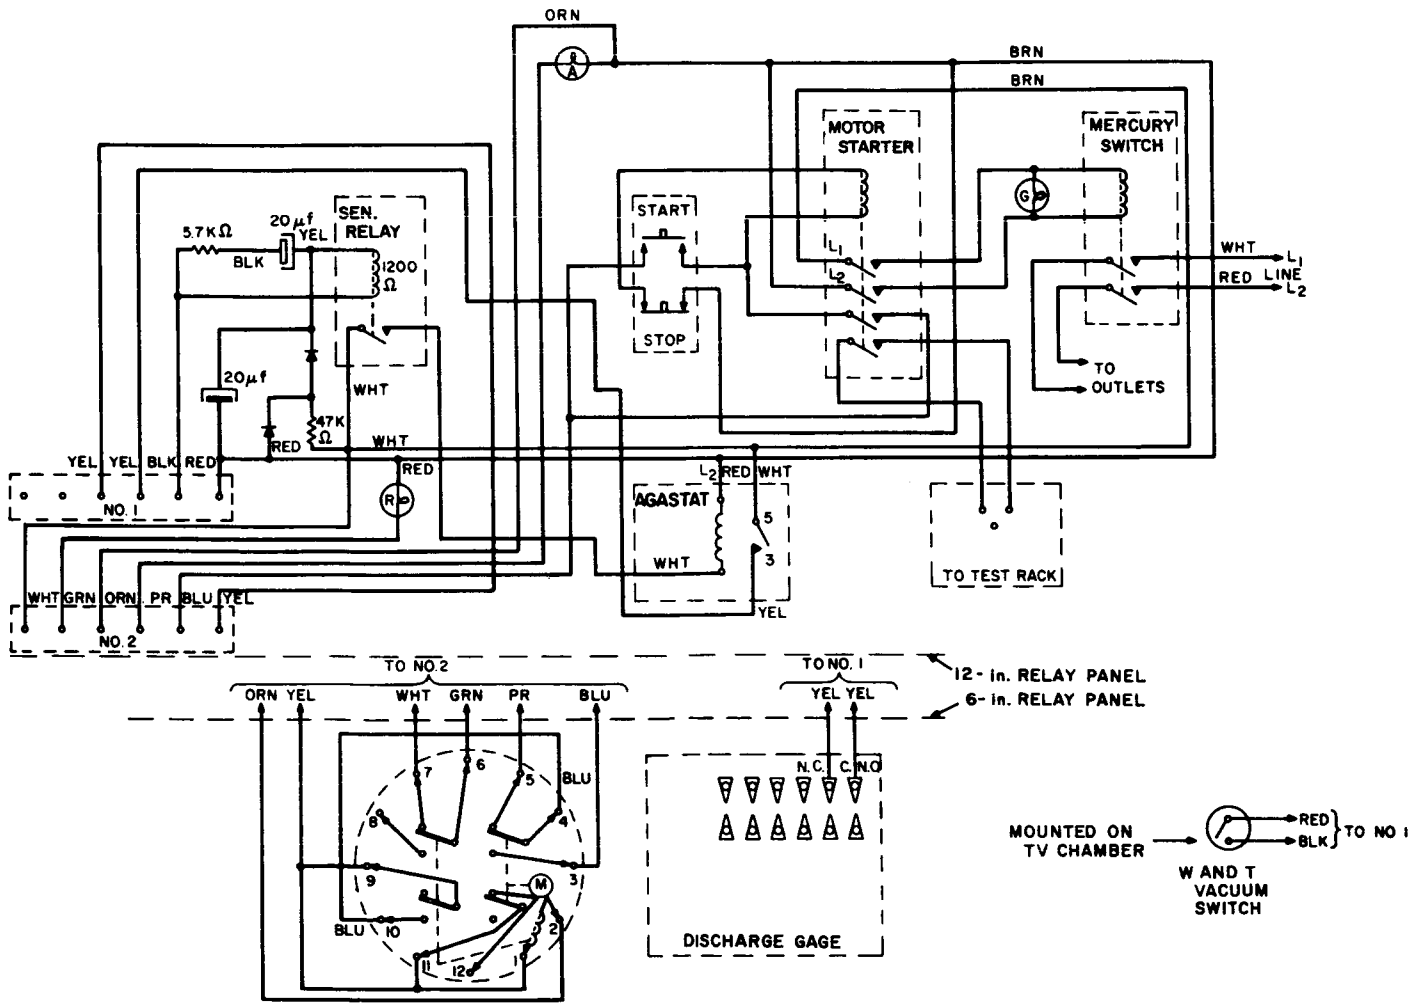 ORN
A
BRN
BRN
MOTOR
STARTER
MERCURY
SWITCH
SEN.
RELAY
20 µf
YEL
5.7K Ω
BLK
1200
Ω
START
STOP
G
L1
L2
WHT
L1
LINE
RED
L2
TO
OUTLETS
20µf
WHT
47K
Ω
RED
WHT
RED
YEL YEL BLK RED
NO. 1
R
L2 RED WHT
AGASTAT
5
3
WHT
YEL
TO TEST RACK
WHT GRN ORN PR BLU YEL
NO. 2
TO NO. 2
TO NO. 1
12-in. RELAY PANEL
6-in. RELAY PANEL
ORN YEL WHT GRN PR BLU
YEL YEL
N.C. C. N.O
7 6 5
BLU
8
4
9
3
M
BLU
10
2
11
12
DISCHARGE GAGE
MOUNTED ON
TV CHAMBER
RED
BLK
TO NO 1
W AND T
VACUUM
SWITCH